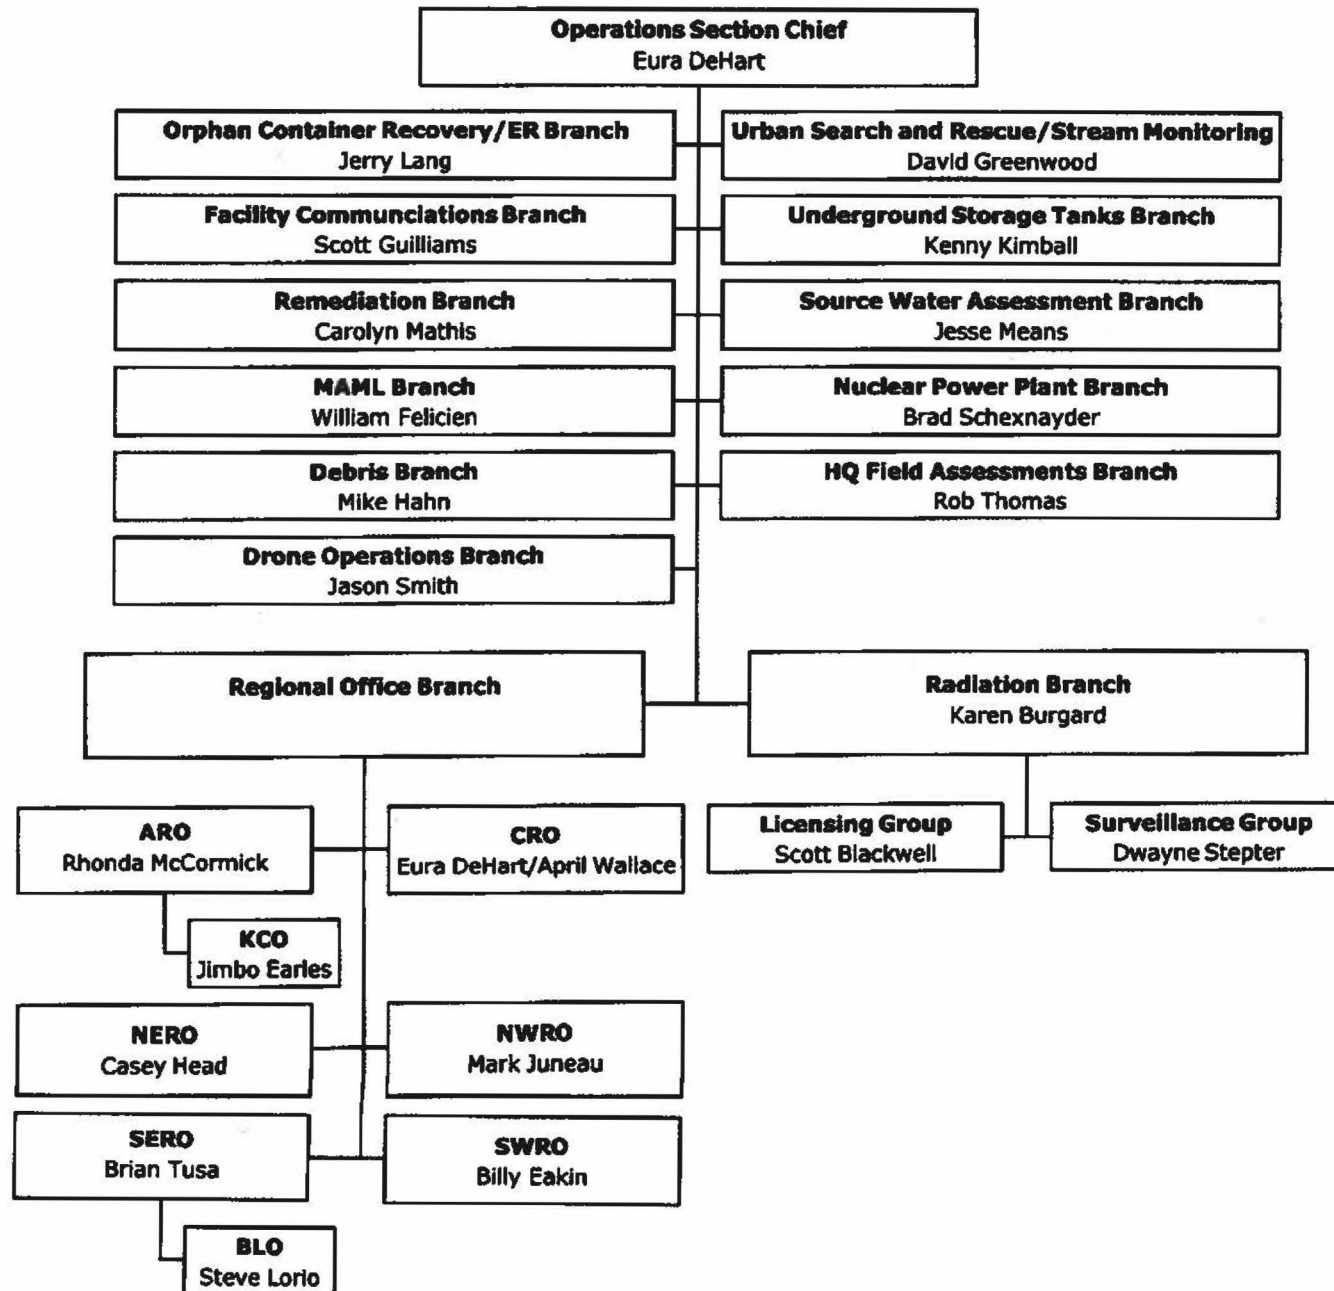 Operations Section Chief
Eura DeHart
Orphan Container Recovery/ER Branch
Jerry Lang
Urban Search and Rescue/Stream Monitoring
David Greenwood
Facility Communciations Branch
Scott Guilliams
Underground Storage Tanks Branch
Kenny Kimball
Remediation Branch
Carolyn Mathis
Source Water Assessment Branch
Jesse Means
MAML Branch
William Felicien
Nuclear Power Plant Branch
Brad Schexnayder
Debris Branch
Mike Hahn
HQ Field Assessments Branch
Rob Thomas
Drone Operations Branch
Jason Smith
Regional Office Branch
Radiation Branch
Karen Burgard
ARO
Rhonda McCormick
CRO
Eura DeHart/April Wallace
Licensing Group
Scott Blackwell
Surveillance Group
Dwayne Stepter
KCO
Jimbo Earles
NERO
Casey Head
NWRO
Mark Juneau
SERO
Brian Tusa
SWRO
Billy Eakin
BLO
Steve Lorio